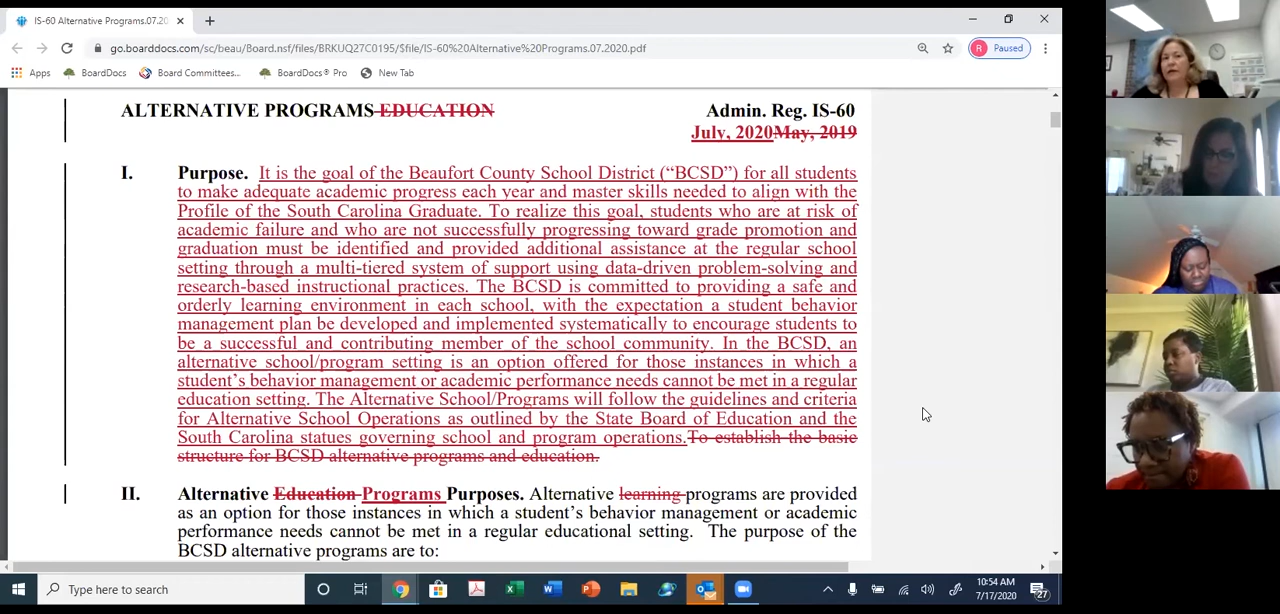 IS-60 Alternative Programs.07.20
go.boarddocs.com/sc/beau/Board.nsf/files/BRKUQ27C0195/$file/IS-60%20Alternative%20Programs.07.2020.pdf
R Paused
Apps BoardDocs Board Committees... BoardDocs® Pro New Tab
ALTERNATIVE PROGRAMS EDUCATION Admin. Reg. IS-60
July, 2020May, 2019
I. Purpose. It is the goal of the Beaufort County School District (“BCSD”) for all students
to make adequate academic progress each year and master skills needed to align with the
Profile of the South Carolina Graduate. To realize this goal, students who are at risk of
academic failure and who are not successfully progressing toward grade promotion and
graduation must be identified and provided additional assistance at the regular school
setting through a multi-tiered system of support using data-driven problem-solving and
research-based instructional practices. The BCSD is committed to providing a safe and
orderly learning environment in each school, with the expectation a student behavior
management plan be developed and implemented systematically to encourage students to
be a successful and contributing member of the school community. In the BCSD, an
alternative school/program setting is an option offered for those instances in which a
student’s behavior management or academic performance needs cannot be met in a regular
education setting. The Alternative School/Programs will follow the guidelines and criteria
for Alternative School Operations as outlined by the State Board of Education and the
South Carolina statues governing school and program operations.To establish the basic
structure for BCSD alternative programs and education.
II. Alternative Education Programs Purposes. Alternative learning programs are provided
as an option for those instances in which a student’s behavior management or academic
performance needs cannot be met in a regular educational setting. The purpose of the
BCSD alternative programs are to:
Type here to search
10:54 AM
7/17/2020
27